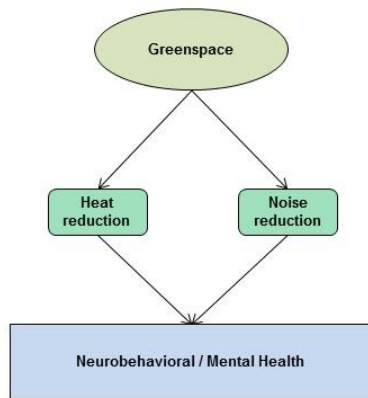 Greenspace
Heat
reduction
Noise
reduction
Neurobehavioral / Mental Health